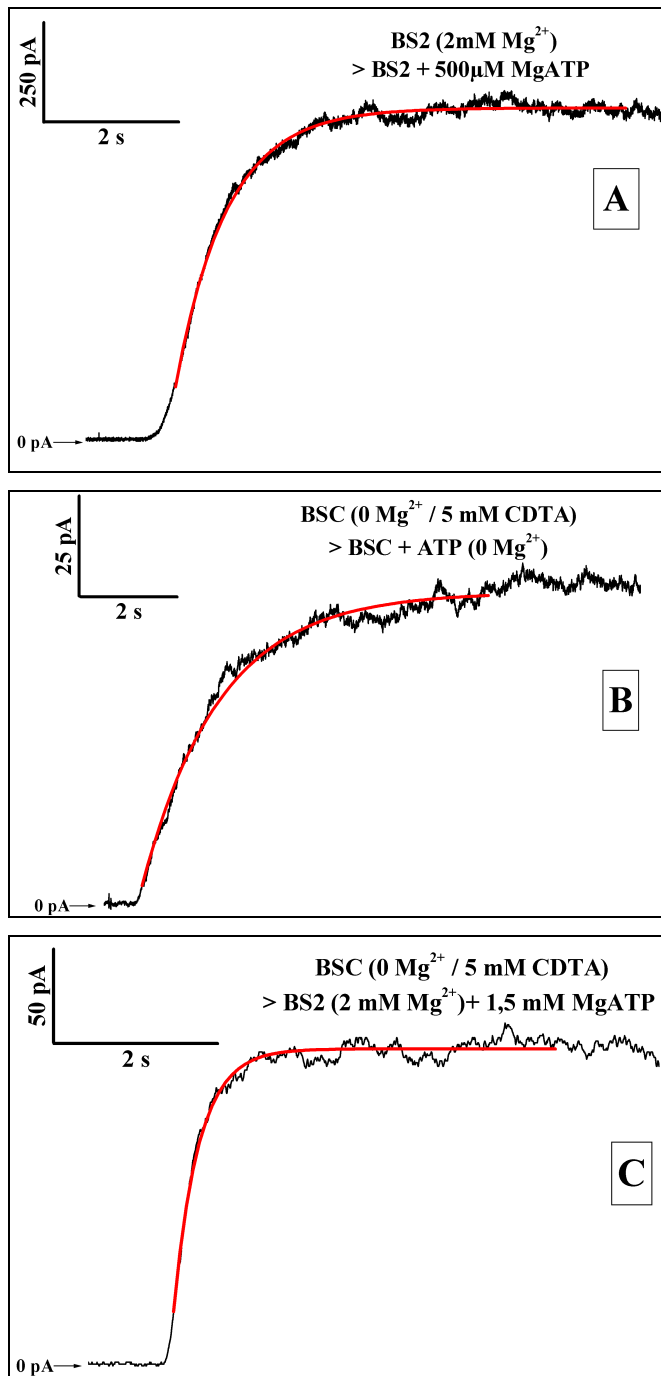 250 pA
2 s
BS2 (2mM Mg²⁺)
> BS2 + 500µM MgATP
A
0 pA
25 pA
2 s
BSC (0 Mg²⁺ / 5 mM CDTA)
> BSC + ATP (0 Mg²⁺)
B
0 pA
50 pA
2 s
BSC (0 Mg²⁺ / 5 mM CDTA)
> BS2 (2 mM Mg²⁺)+ 1,5 mM MgATP
C
0 pA